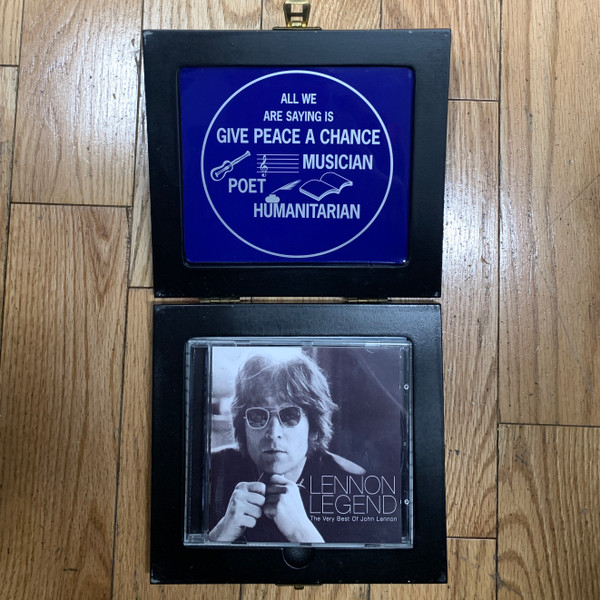 ALL WE
ARE SAYING IS
GIVE PEACE A CHANCE
MUSICIAN
POET
HUMANITARIAN
LENNON
LEGEND
The Very Best Of John Lennon